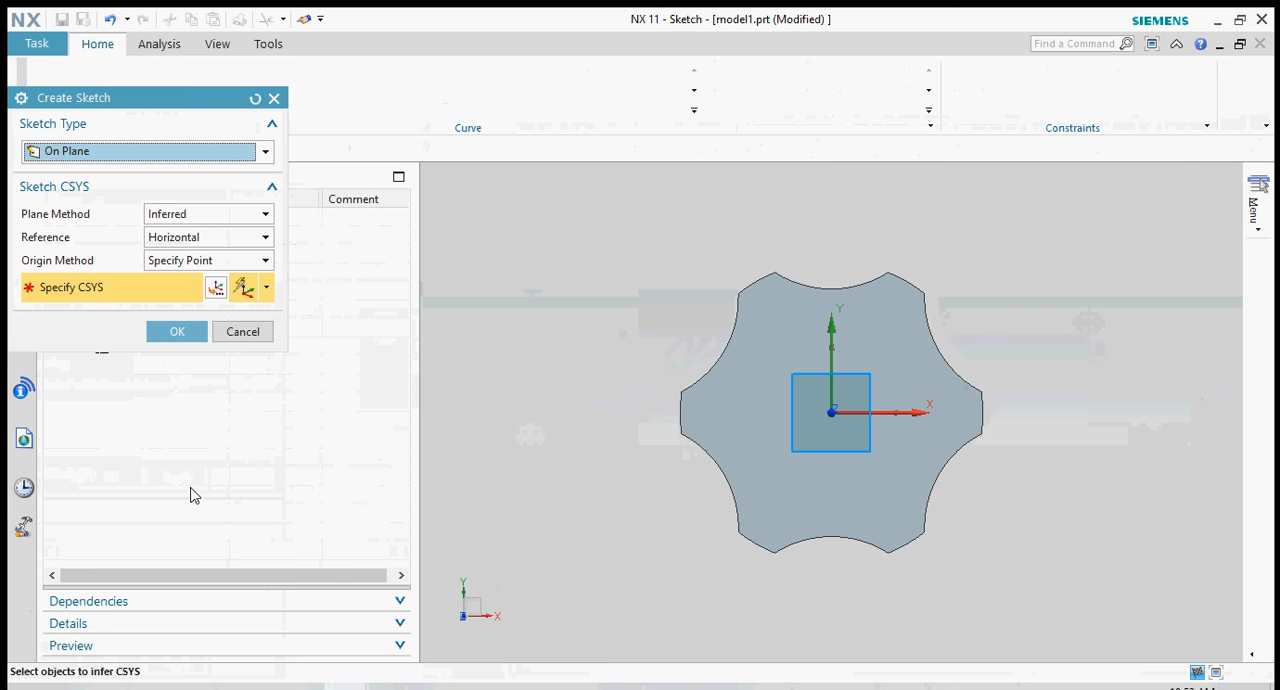 NX
NX 11 - Sketch - [model1.prt (Modified) ]
SIEMENS
Task
Home
Analysis
View
Tools
Find a Command
Create Sketch
Sketch Type
On Plane
Curve
Constraints
Sketch CSYS
Comment
Plane Method
Inferred
Reference
Horizontal
Origin Method
Specify Point
* Specify CSYS
OK
Cancel
Menu
Y
X
Z
Y
X
Dependencies
Details
Preview
Select objects to infer CSYS